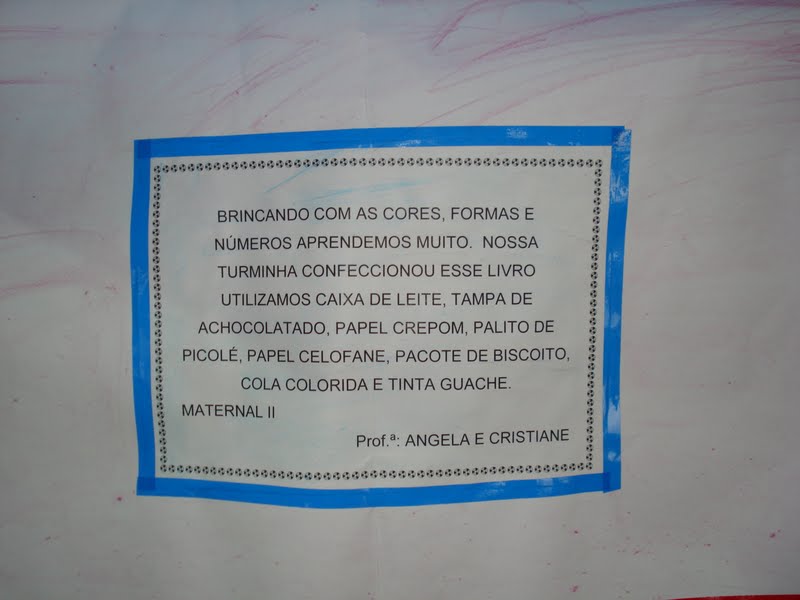 BRINCANDO COM AS CORES, FORMAS E
NÚMEROS APRENDEMOS MUITO.  NOSSA
TURMINHA CONFECCIONOU ESSE LIVRO
UTILIZAMOS CAIXA DE LEITE, TAMPA DE
ACHOCOLATADO, PAPEL CREPOM, PALITO DE
PICOLÉ, PAPEL CELOFANE, PACOTE DE BISCOITO,
COLA COLORIDA E TINTA GUACHE.
MATERNAL II
Prof.ª: ANGELA E CRISTIANE